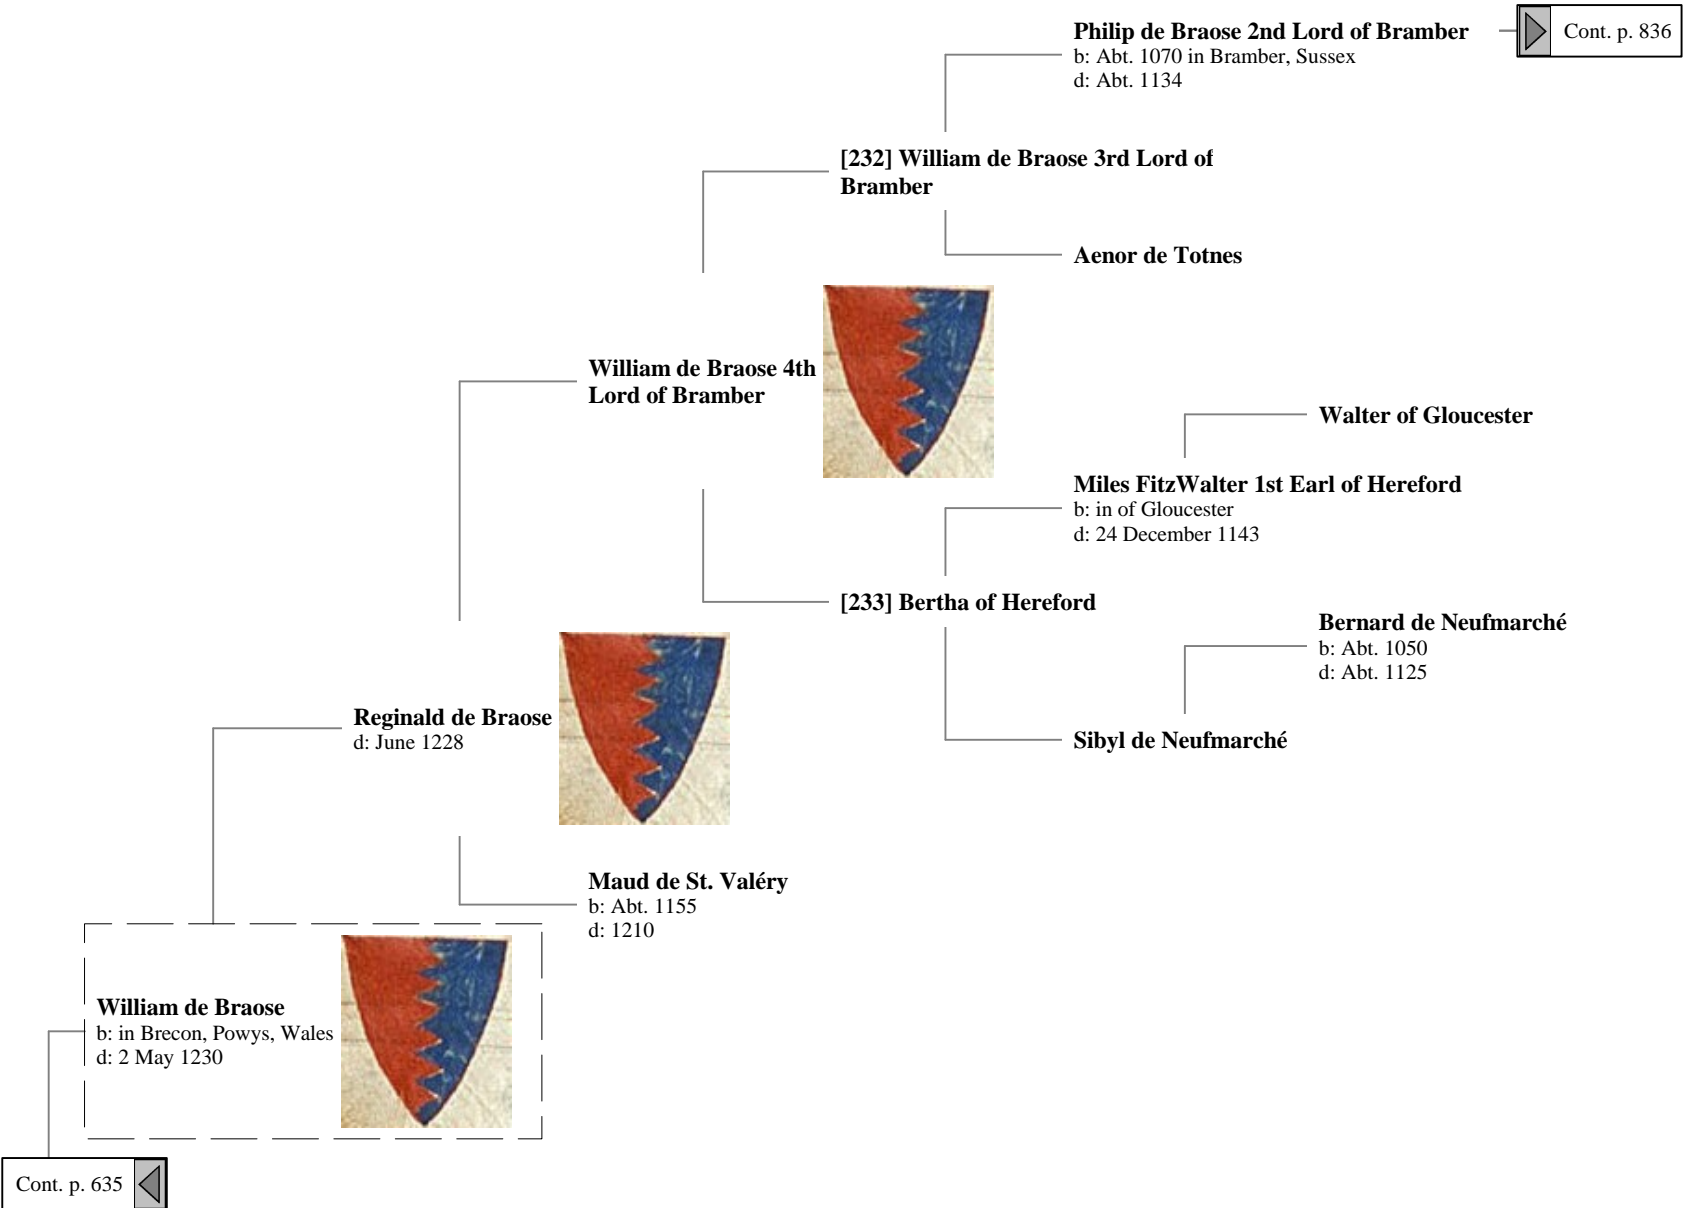 Philip de Braose 2nd Lord of Bramber
b: Abt. 1070 in Bramber, Sussex
d: Abt. 1134
Cont. p. 836
[232] William de Braose 3rd Lord of
Bramber
Aenor de Totnes
William de Braose 4th
Lord of Bramber
Walter of Gloucester
Miles FitzWalter 1st Earl of Hereford
b: in of Gloucester
d: 24 December 1143
[233] Bertha of Hereford
Bernard de Neufmarché
b: Abt. 1050
d: Abt. 1125
Sibyl de Neufmarché
Reginald de Braose
d: June 1228
Maud de St. Valéry
b: Abt. 1155
d: 1210
William de Braose
b: in Brecon, Powys, Wales
d: 2 May 1230
Cont. p. 635